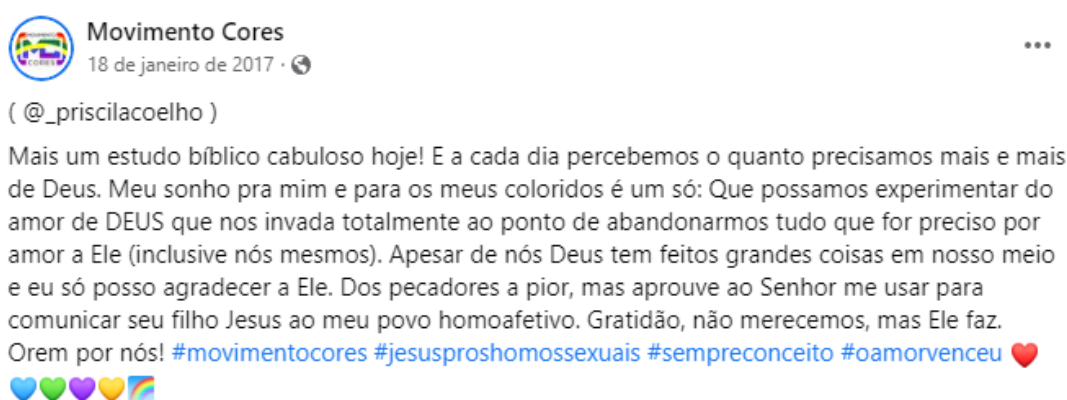 Movimento Cores
18 de janeiro de 2017 ·
( @_priscilacoelho )
Mais um estudo bíblico cabuloso hoje! E a cada dia percebemos o quanto precisamos mais e mais
de Deus. Meu sonho pra mim e para os meus coloridos é um só: Que possamos experimentar do
amor de DEUS que nos invada totalmente ao ponto de abandonarmos tudo que for preciso por
amor a Ele (inclusive nós mesmos). Apesar de nós Deus tem feitos grandes coisas em nosso meio
e eu só posso agradecer a Ele. Dos pecadores a pior, mas aprouve ao Senhor me usar para
comunicar seu filho Jesus ao meu povo homoafetivo. Gratidão, não merecemos, mas Ele faz.
Orem por nós! #movimentocores #jesusproshomossexuais #sempreconceito #oamorvenceu ❤️
💙💚💜💛🌈